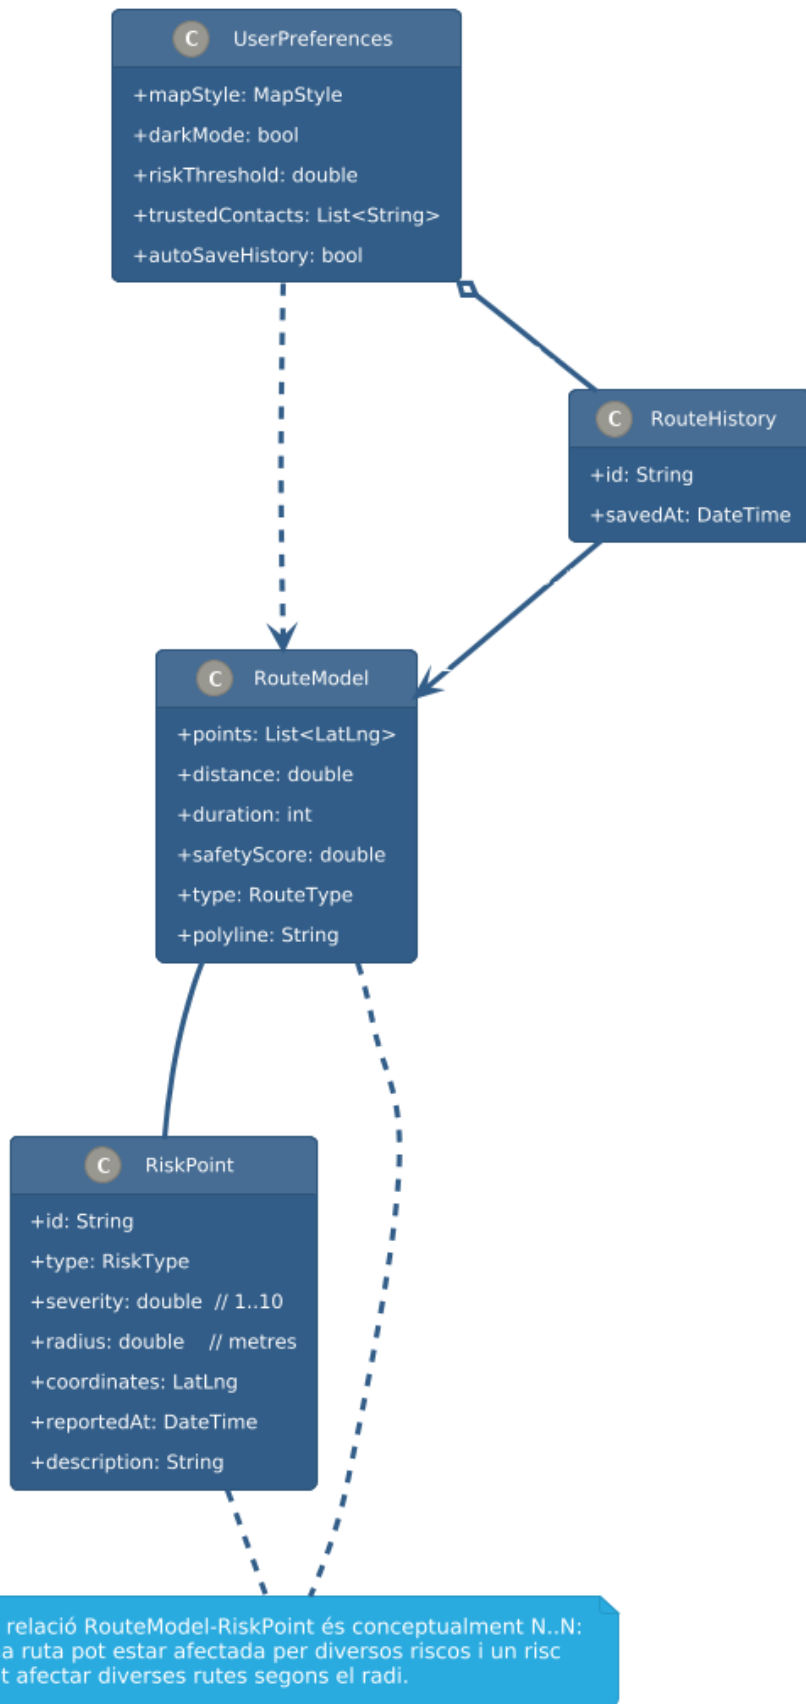 C UserPreferences
+mapStyle: MapStyle
+darkMode: bool
+riskThreshold: double
+trustedContacts: List<String>
+autoSaveHistory: bool
C RouteHistory
+id: String
+savedAt: DateTime
C RouteModel
+points: List<LatLng>
+distance: double
+duration: int
+safetyScore: double
+type: RouteType
+polyline: String
C RiskPoint
+id: String
+type: RiskType
+severity: double // 1..10
+radius: double // metres
+coordinates: LatLng
+reportedAt: DateTime
+description: String
relació RouteModel-RiskPoint és conceptualment N..N:
a ruta pot estar afectada per diversos riscos i un risc
t afectar diverses rutes segons el radi.